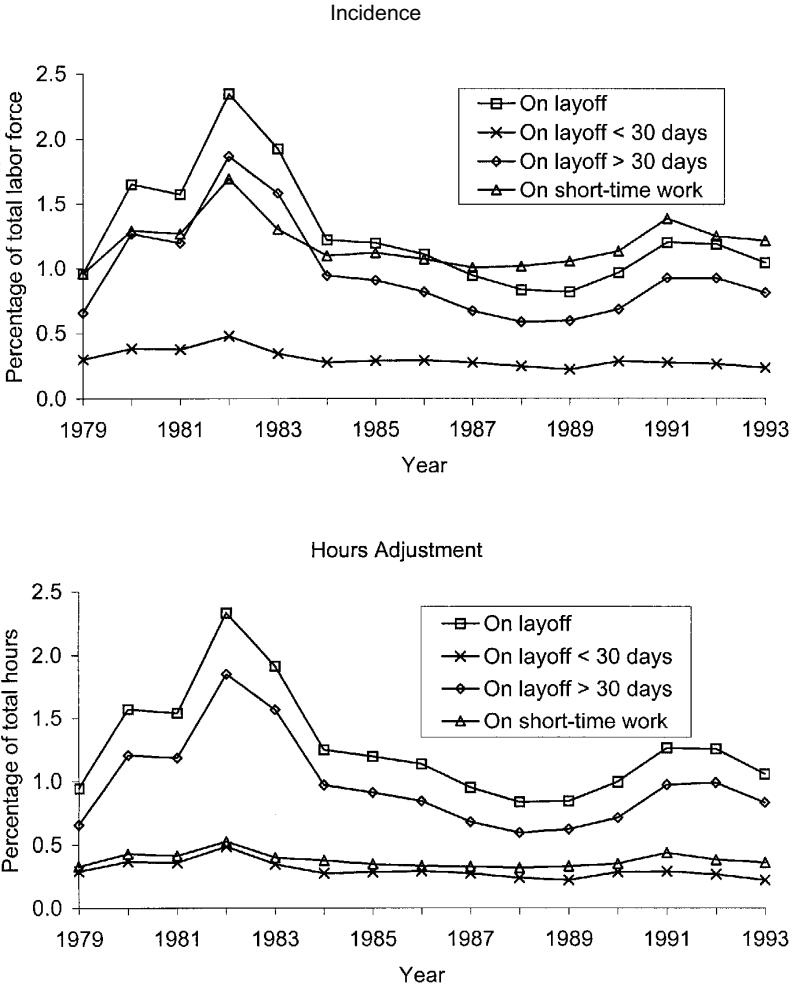 Incidence
Percentage of total labor force
2.5
2.0
1.5
1.0
0.5
0.0
On layoff
On layoff < 30 days
On layoff > 30 days
On short-time work
1979 1981 1983 1985 1987 1989 1991 1993
Year
Hours Adjustment
Percentage of total hours
2.5
2.0
1.5
1.0
0.5
0.0
On layoff
On layoff < 30 days
On layoff > 30 days
On short-time work
1979 1981 1983 1985 1987 1989 1991 1993
Year